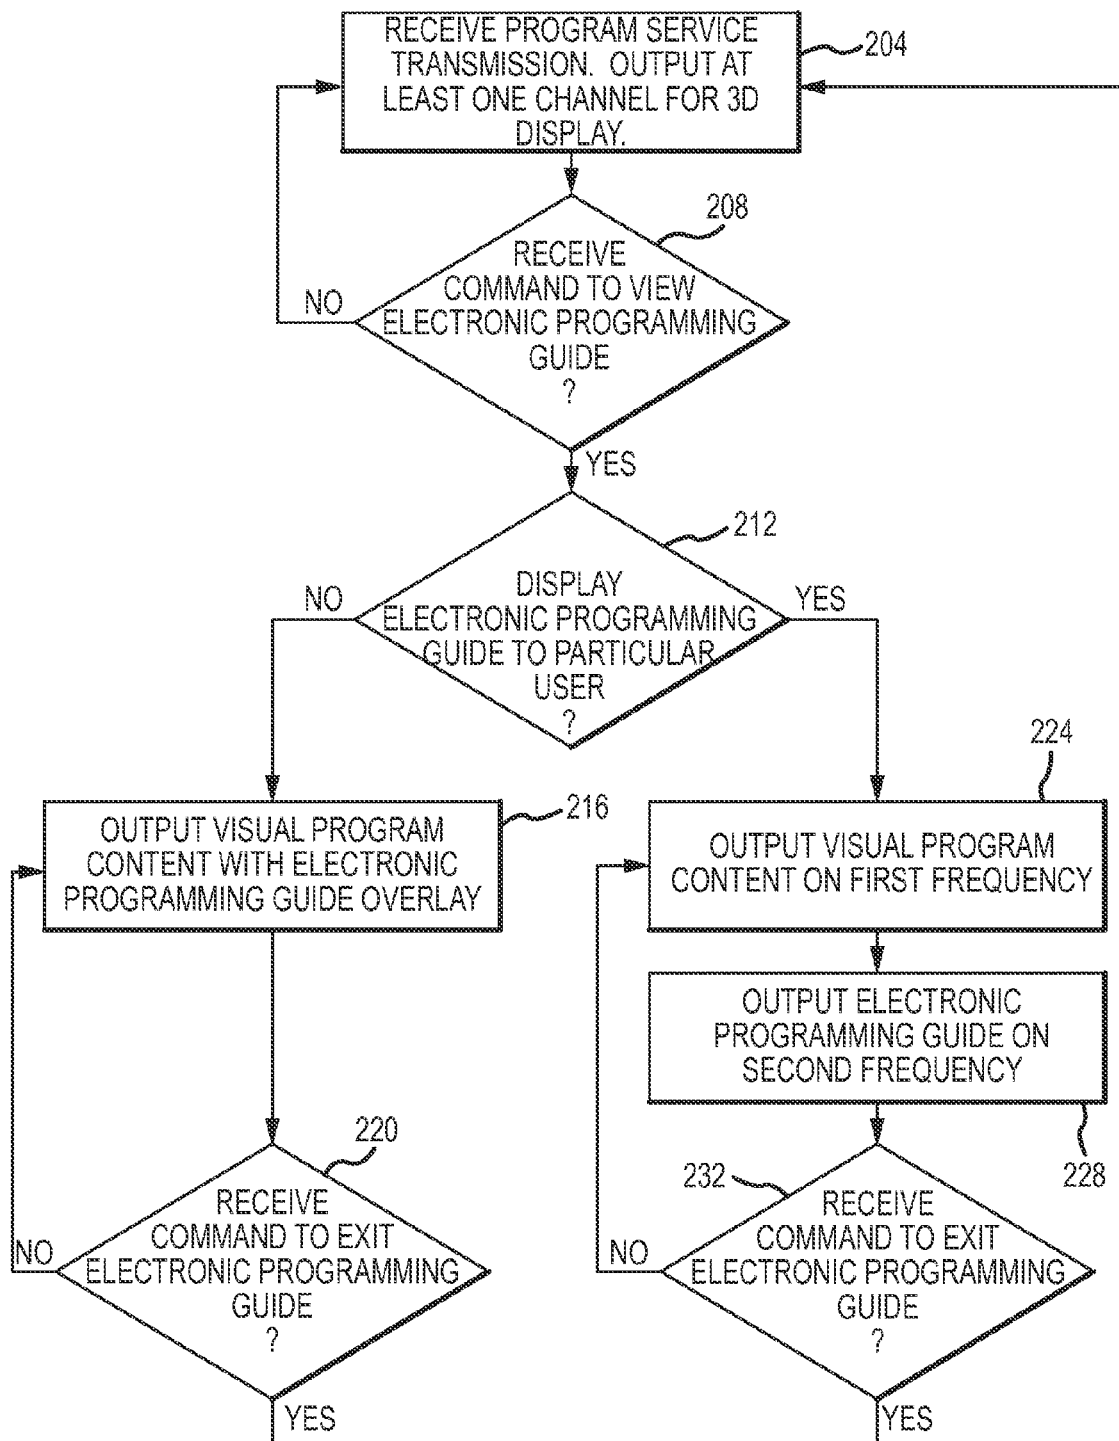 RECEIVE PROGRAM SERVICE
TRANSMISSION. OUTPUT AT
LEAST ONE CHANNEL FOR 3D
DISPLAY.
204
208
RECEIVE
COMMAND TO VIEW
ELECTRONIC PROGRAMMING
GUIDE
?
NO
YES
212
DISPLAY
ELECTRONIC PROGRAMMING
GUIDE TO PARTICULAR
USER
?
NO
YES
216
OUTPUT VISUAL PROGRAM
CONTENT WITH ELECTRONIC
PROGRAMMING GUIDE OVERLAY
224
OUTPUT VISUAL PROGRAM
CONTENT ON FIRST FREQUENCY
OUTPUT ELECTRONIC
PROGRAMMING GUIDE ON
SECOND FREQUENCY
228
220
RECEIVE
COMMAND TO EXIT
ELECTRONIC PROGRAMMING
GUIDE
?
NO
YES
232
RECEIVE
COMMAND TO EXIT
ELECTRONIC PROGRAMMING
GUIDE
?
NO
YES